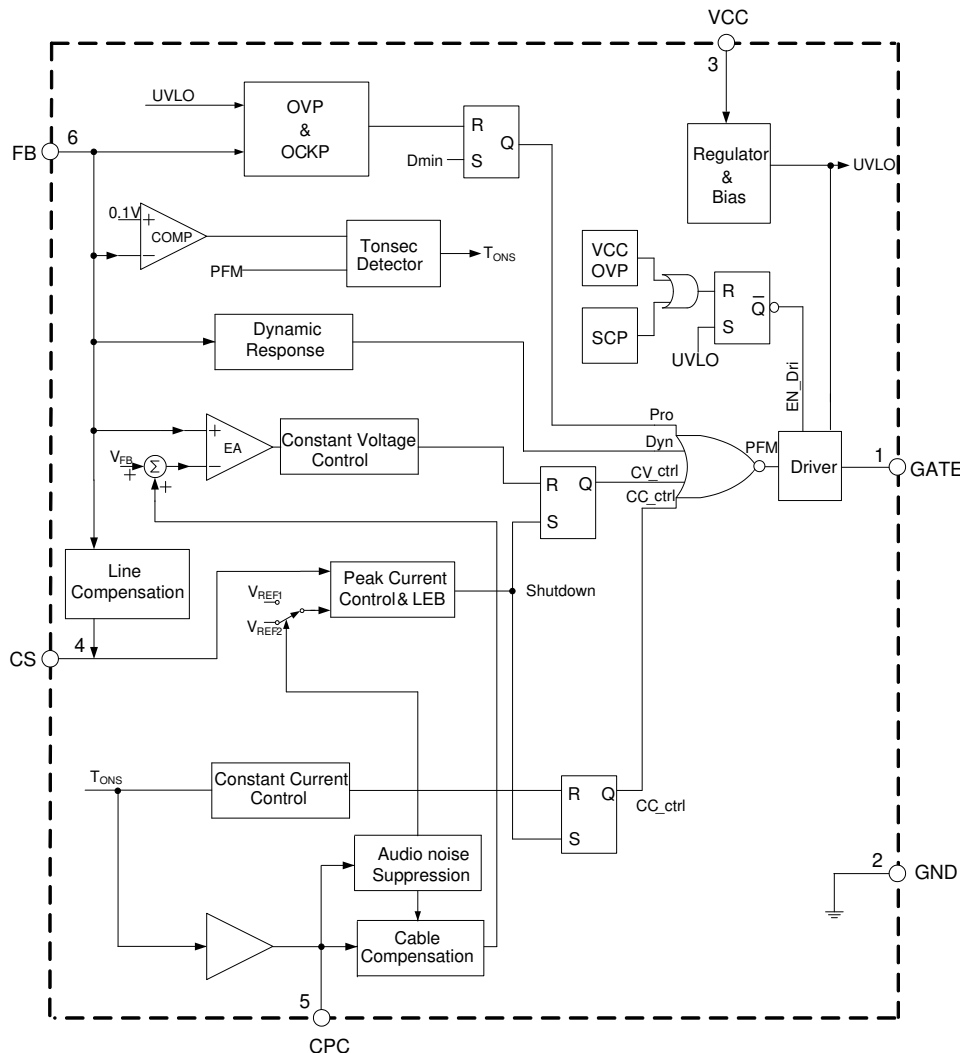 VCC
3
UVLO
OVP
&
OCKP
R
Q
S
Dmin
FB
6
Regulator
&
Bias
UVLO
0.1V
+
−
COMP
PFM
Tonsec
Detector
TONS
VCC
OVP
SCP
R
Q̅
S
UVLO
EN_Dri
Dynamic
Response
Pro
Dyn
CV_ctrl
CC_ctrl
PFM
Driver
1
GATE
VFB
+
Σ
+
+
−
EA
Constant Voltage
Control
R
Q
S
Line
Compensation
VREF1
VREF2
Peak Current
Control & LEB
Shutdown
4
CS
TONS
Constant Current
Control
R
Q
S
CC_ctrl
Audio noise
Suppression
Cable
Compensation
2
GND
5
CPC